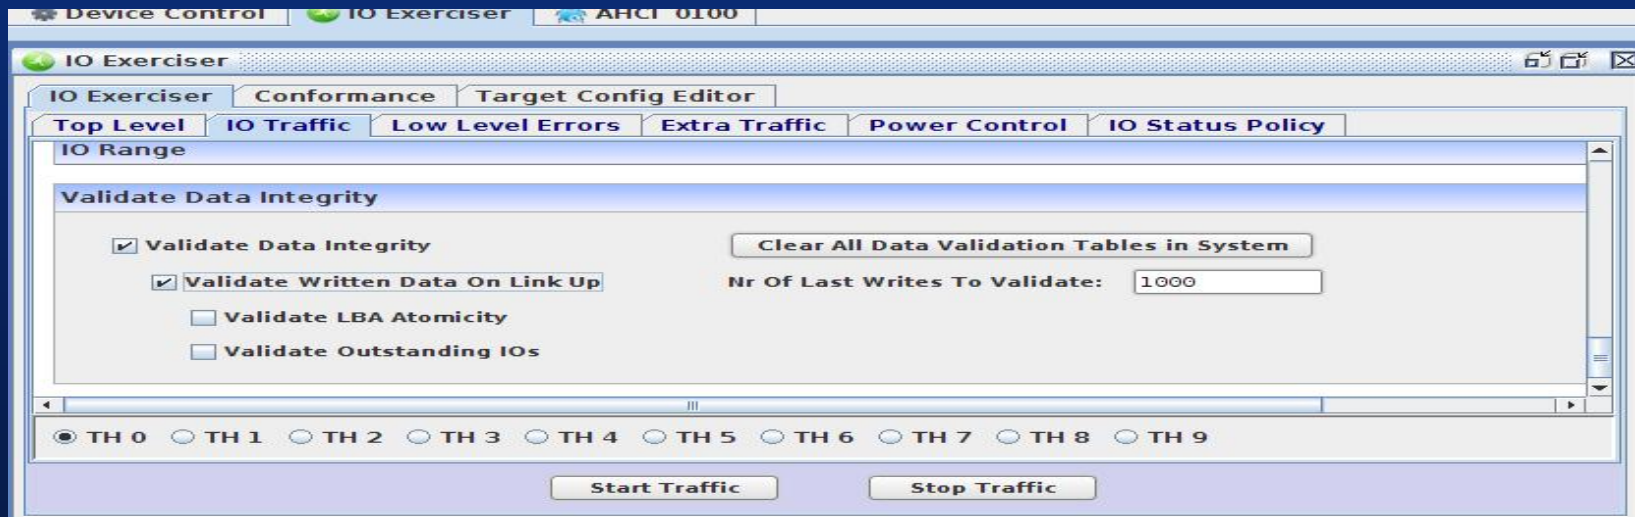 Device Control IO Exerciser AHCI 0100
IO Exerciser
IO Exerciser Conformance Target Config Editor
Top Level IO Traffic Low Level Errors Extra Traffic Power Control IO Status Policy
IO Range
Validate Data Integrity
Validate Data Integrity Clear All Data Validation Tables in System
Validate Written Data On Link Up Nr Of Last Writes To Validate: 1000
Validate LBA Atomicity
Validate Outstanding IOs
TH 0 TH 1 TH 2 TH 3 TH 4 TH 5 TH 6 TH 7 TH 8 TH 9
Start Traffic Stop Traffic